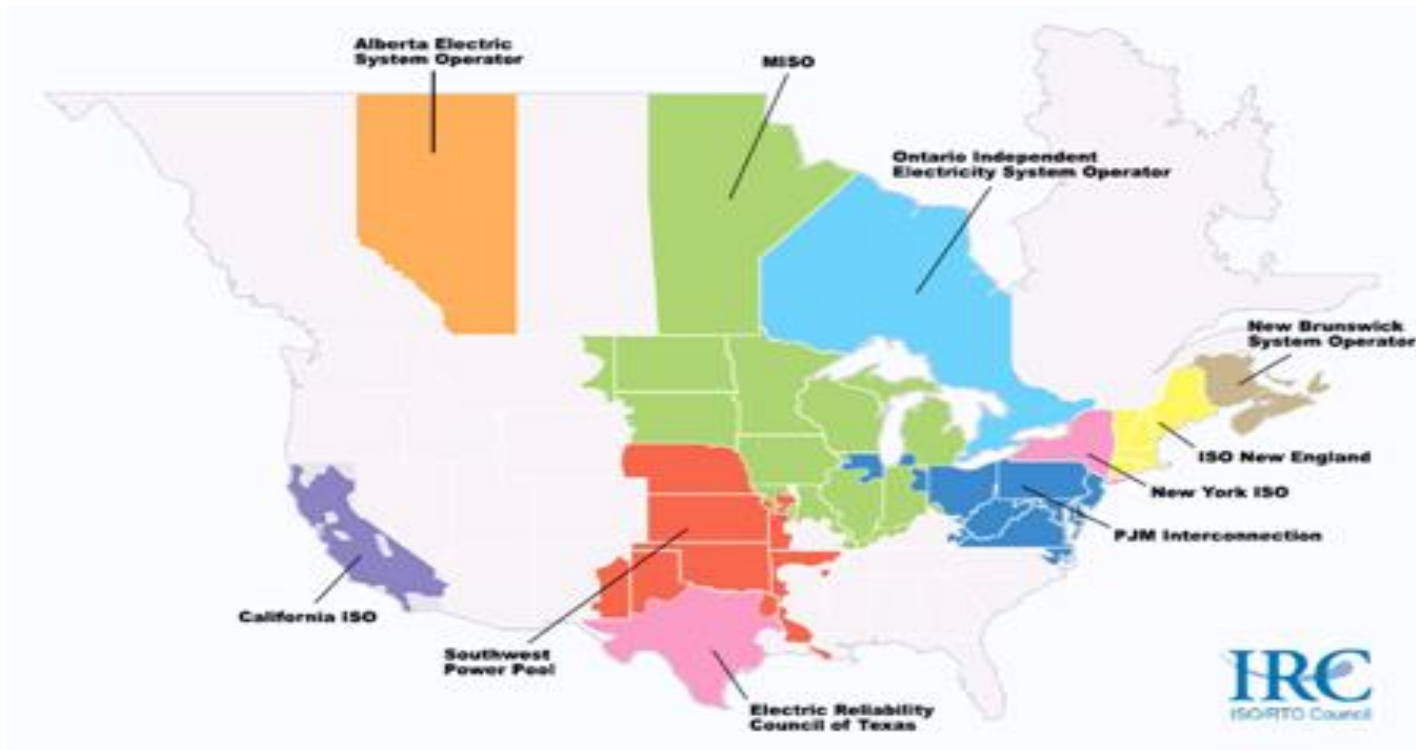 Alberta Electric
System Operator
MISO
Ontario Independent
Electricity System Operator
New Brunswick
System Operator
ISO New England
New York ISO
PJM Interconnection
California ISO
Southwest
Power Pool
Electric Reliability
Council of Texas
IRC
ISO/RTO Council